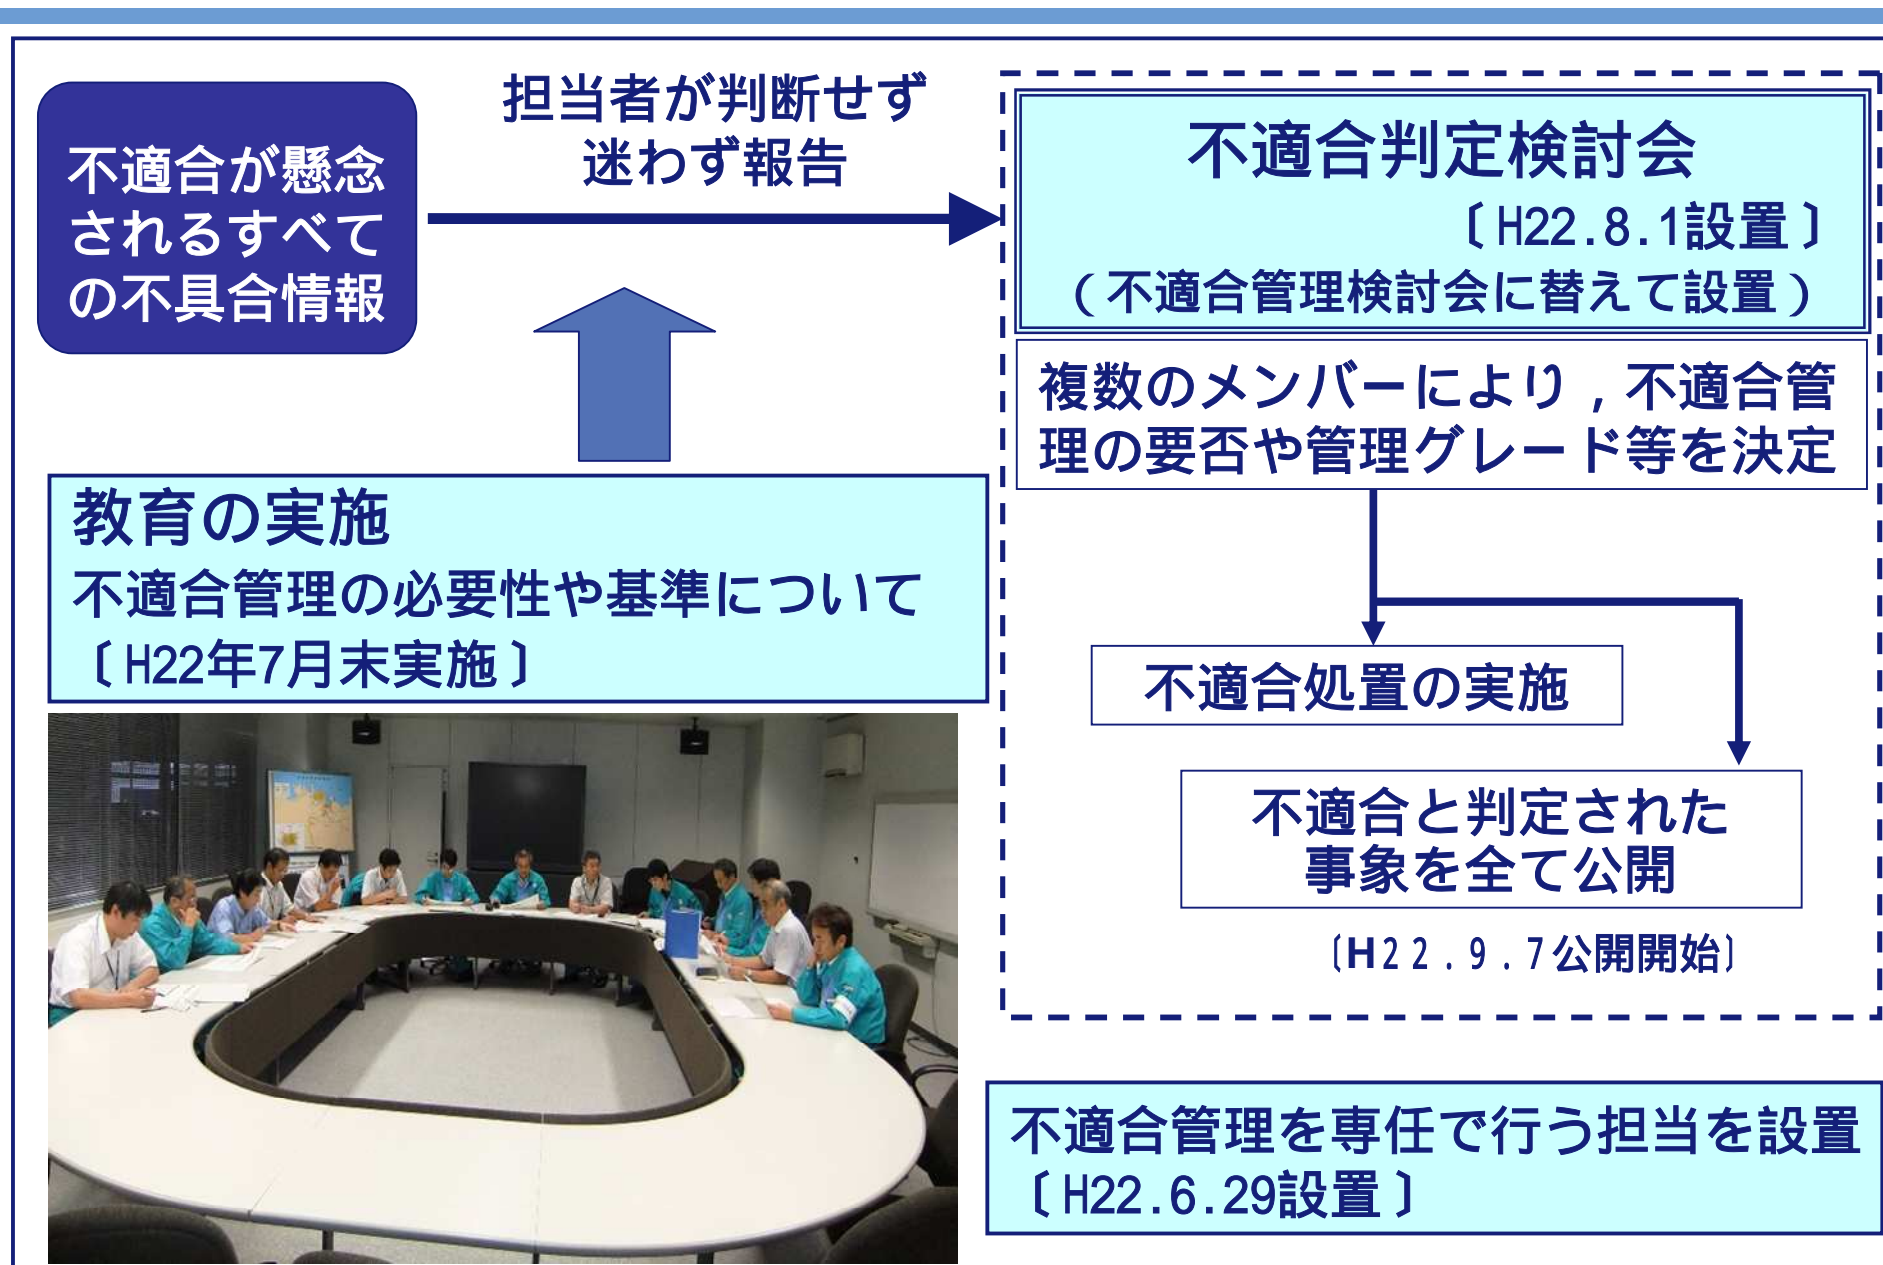 不適合が懸念
されるすべて
の不具合情報
担当者が判断せず
迷わず報告
不適合判定検討会
〔H22.8.1設置〕
（不適合管理検討会に替えて設置）
複数のメンバーにより，不適合管
理の要否や管理グレード等を決定
教育の実施
不適合管理の必要性や基準について
〔H22年7月末実施〕
不適合処置の実施
不適合と判定された
事象を全て公開
〔H22．9．7公開開始〕
不適合管理を専任で行う担当を設置
〔H22.6.29設置〕